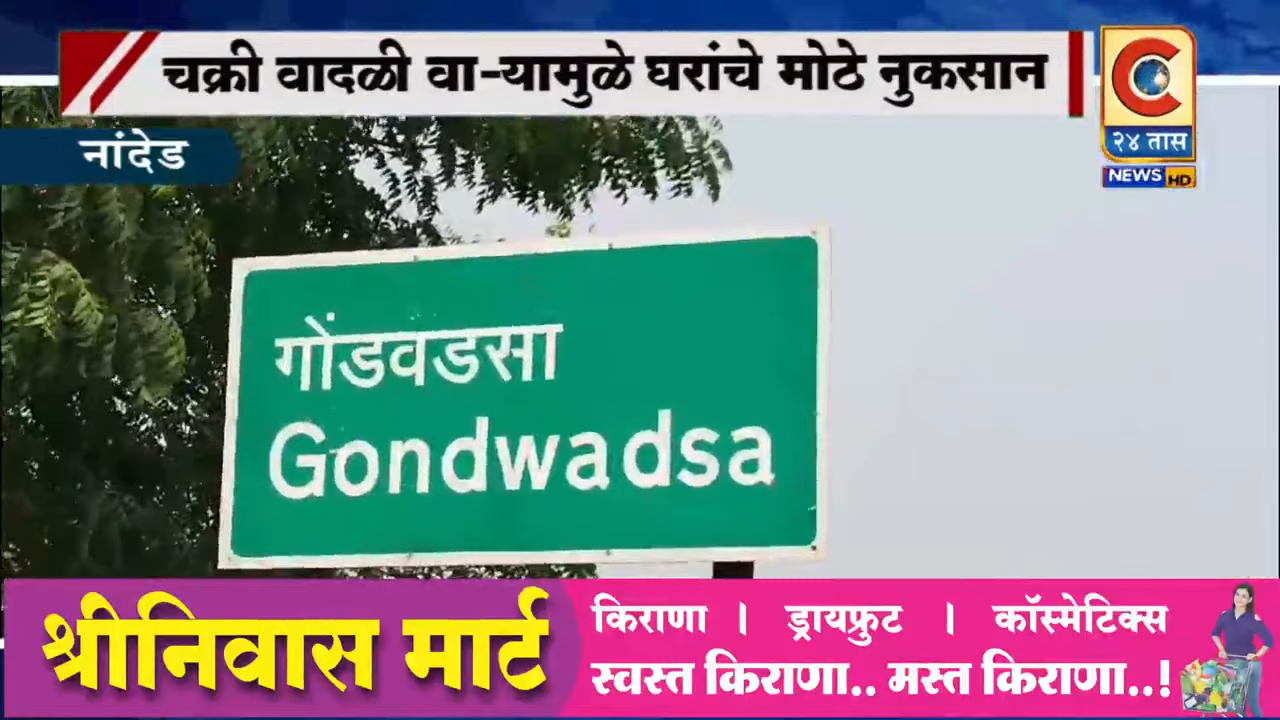 चक्री वादळी वा-यामुळे घरांचे मोठे नुकसान
C
२४ तास
NEWS HD
नांदेड
गोंडवडसा
Gondwadsa
श्रीनिवास मार्ट
किराणा | ड्रायफ्रुट | कॉस्मेटिक्स
स्वस्त किराणा.. मस्त किराणा..!